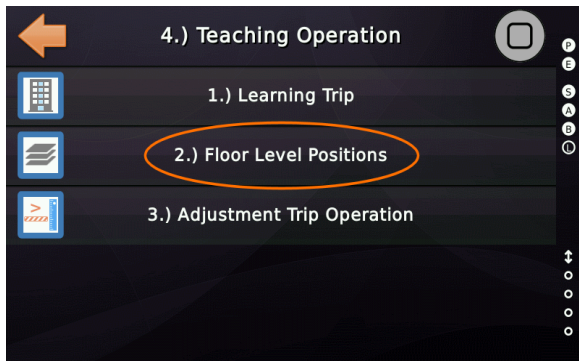 4.) Teaching Operation
1.) Learning Trip
2.) Floor Level Positions
3.) Adjustment Trip Operation
P
E
S
A
B
L